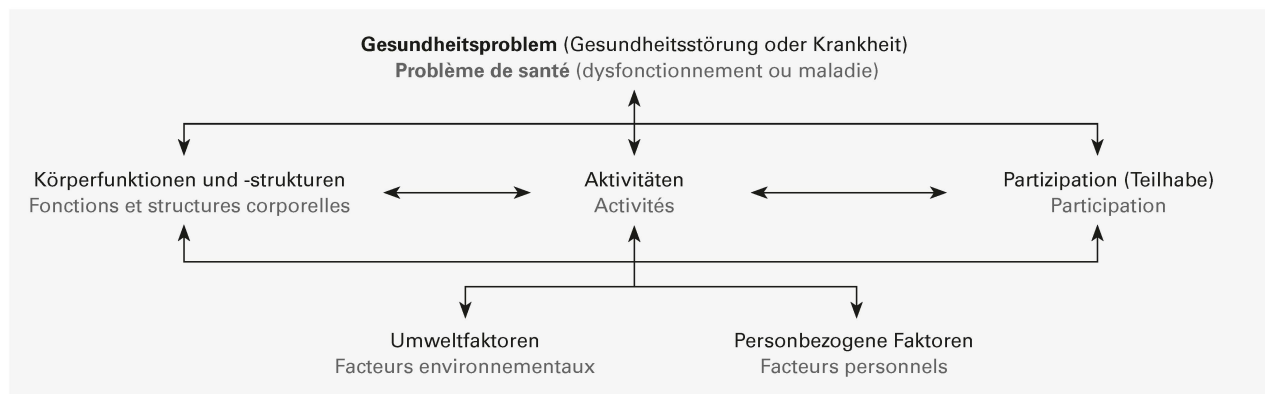 Gesundheitsproblem (Gesundheitsstörung oder Krankheit)
Problème de santé (dysfonctionnement ou maladie)
Körperfunktionen und -strukturen
Fonctions et structures corporelles
Aktivitäten
Activités
Partizipation (Teilhabe)
Participation
Umweltfaktoren
Facteurs environnementaux
Personbezogene Faktoren
Facteurs personnels